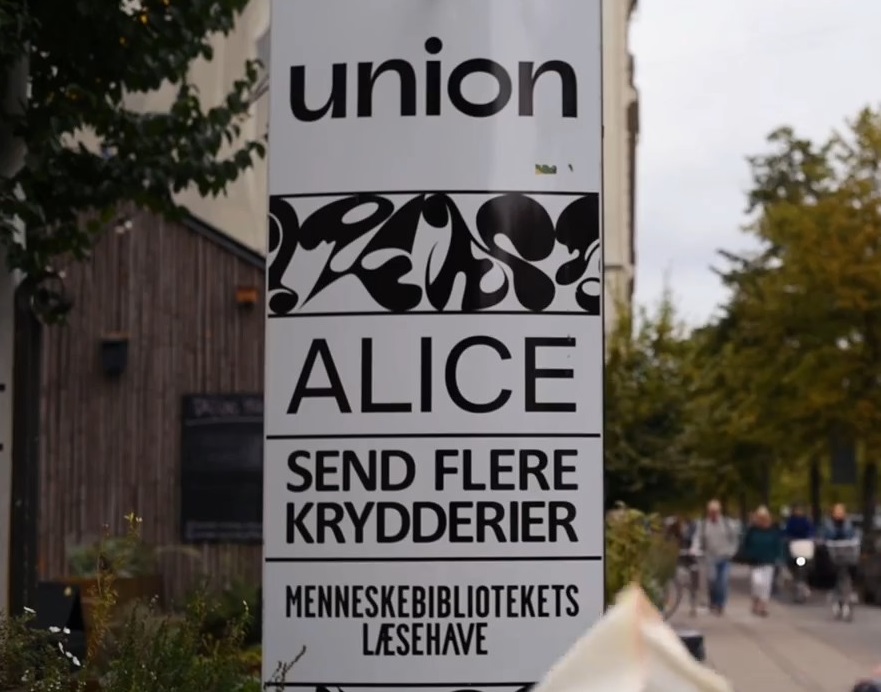 union
ALICE
SEND FLERE
KRYDDERIER
MENNESKEBIBLIOTEKETS
LÆSEHAVE